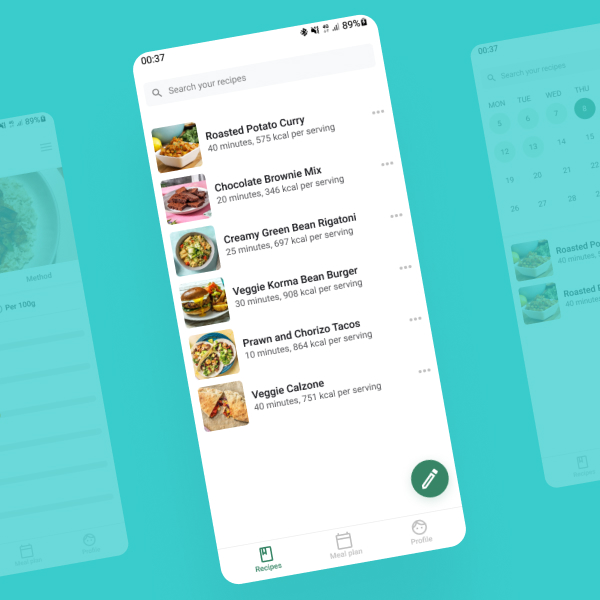 89%
Method
Per 100g
Meal plan
Profile
00:37
89%
Search your recipes
Roasted Potato Curry
40 minutes, 575 kcal per serving
Chocolate Brownie Mix
20 minutes, 346 kcal per serving
Creamy Green Bean Rigatoni
25 minutes, 697 kcal per serving
Veggie Korma Bean Burger
30 minutes, 908 kcal per serving
Prawn and Chorizo Tacos
10 minutes, 864 kcal per serving
Veggie Calzone
40 minutes, 751 kcal per serving
Recipes
Meal plan
Profile
00:37
Search your recipes
MON TUE WED THU
5 6 7 8
12 13 14 15
19 20 21 22
26 27 28
Roasted Po
40 minutes, 5
Roasted P
40 minute
Recipes